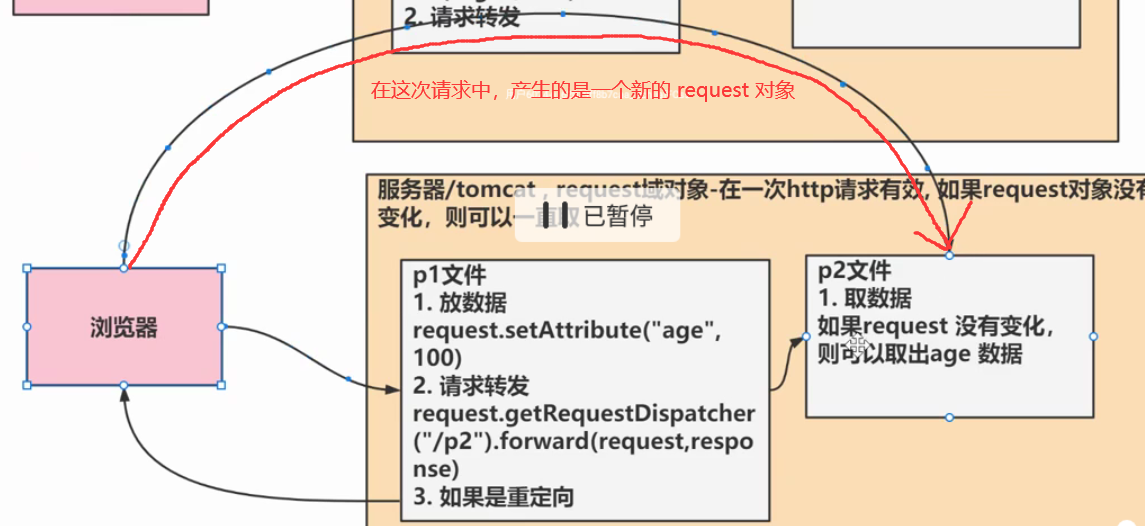 2. 请求转发
在这次请求中，产生的是一个新的 request 对象
服务器/tomcat , request域对象-在一次http请求有效, 如果request对象没有
变化，则可以一直取
已暂停
浏览器
p1文件
1. 放数据
request.setAttribute("age",
100)
2. 请求转发
request.getRequestDispatcher
("/p2").forward(request,respo
nse)
3. 如果是重定向
p2文件
1. 取数据
如果request 没有变化，
则可以取出age 数据